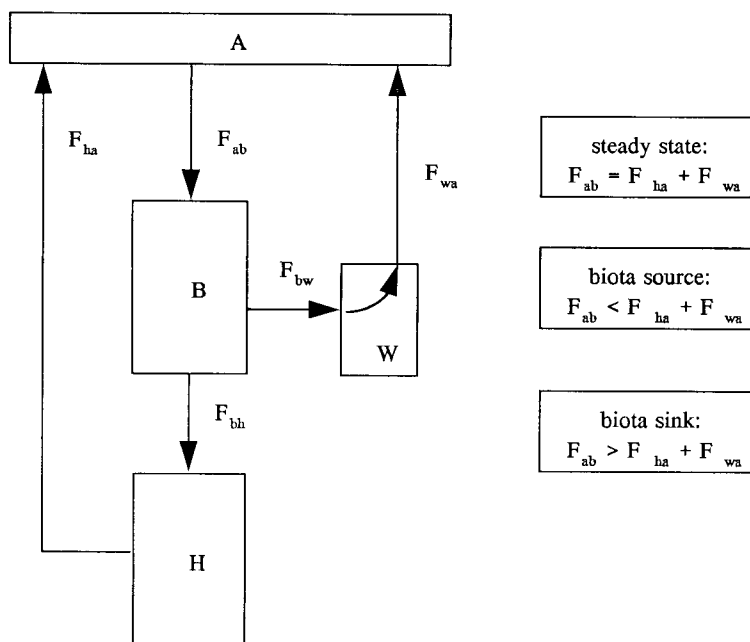 A
F_ha
F_ab
F_wa
steady state:
F_ab = F_ha + F_wa
B
F_bw
biota source:
F_ab < F_ha + F_wa
W
F_bh
biota sink:
F_ab > F_ha + F_wa
H